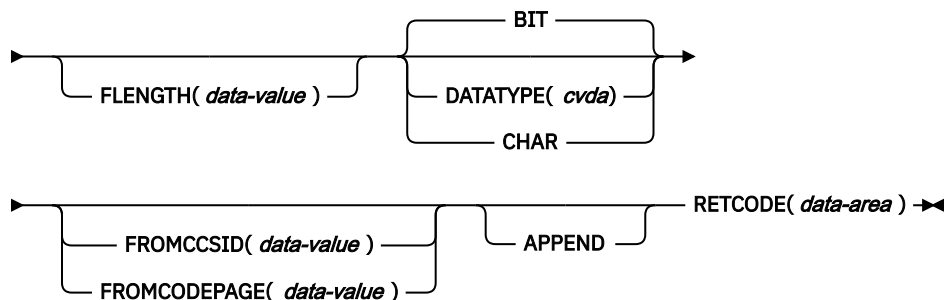 BIT
FLENGTH( data-value )
DATATYPE( cvda)
CHAR
RETCODE( data-area )
FROMCCSID( data-value )
APPEND
FROMCODEPAGE( data-value )